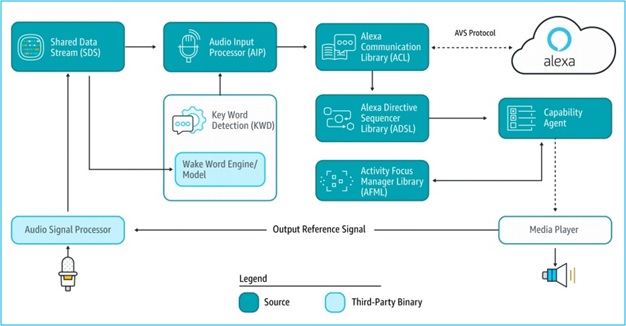 Shared Data
Stream (SDS)
Audio Input
Processor (AIP)
Alexa
Communication
Library (ACL)
AVS Protocol
alexa
Key Word
Detection (KWD)
Wake Word Engine/
Model
Alexa Directive
Sequencer
Library (ADSL)
Capability
Agent
Activity Focus
Manager Library
(AFML)
Audio Signal Processor
Output Reference Signal
Media Player
Legend
Source
Third-Party Binary